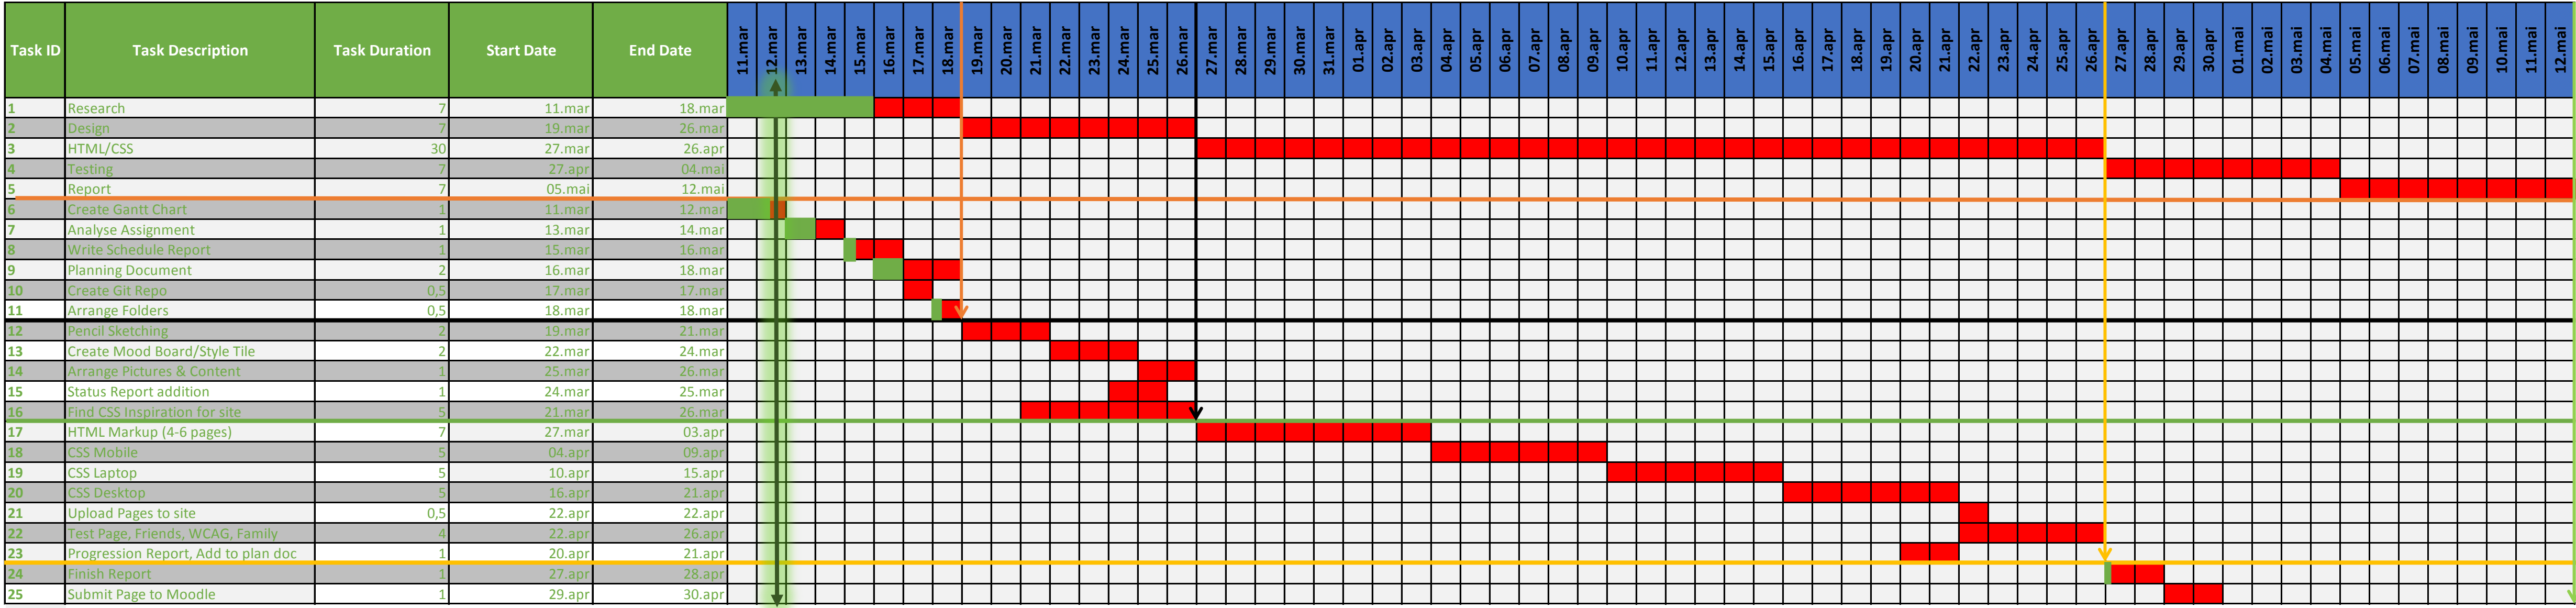 Task ID Task Description Task Duration Start Date End Date 11.mar 12.mar 13.mar 14.mar 15.mar 16.mar 17.mar 18.mar 19.mar 20.mar 21.mar 22.mar 23.mar 24.mar 25.mar 26.mar 27.mar 28.mar 29.mar 30.mar 31.mar 01.apr 02.apr 03.apr 04.apr 05.apr 06.apr 07.apr 08.apr 09.apr 10.apr 11.apr 12.apr 13.apr 14.apr 15.apr 16.apr 17.apr 18.apr 19.apr 20.apr 21.apr 22.apr 23.apr 24.apr 25.apr 26.apr 27.apr 28.apr 29.apr 30.apr 01.mai 02.mai 03.mai 04.mai 05.mai 06.mai 07.mai 08.mai 09.mai 10.mai 11.mai 12.mai
1 Research 7 11.mar 18.mar
2 Design 7 19.mar 26.mar
3 HTML/CSS 30 27.mar 26.apr
4 Testing 7 27.apr 04.mai
5 Report 7 05.mai 12.mai
6 Create Gantt Chart 1 11.mar 12.mar
7 Analyse Assignment 1 13.mar 14.mar
8 Write Schedule Report 1 15.mar 16.mar
9 Planning Document 2 16.mar 18.mar
10 Create Git Repo 0,5 17.mar 17.mar
11 Arrange Folders 0,5 18.mar 18.mar
12 Pencil Sketching 2 19.mar 21.mar
13 Create Mood Board/Style Tile 2 22.mar 24.mar
14 Arrange Pictures & Content 1 25.mar 26.mar
15 Status Report addition 1 24.mar 25.mar
16 Find CSS Inspiration for site 5 21.mar 26.mar
17 HTML Markup (4-6 pages) 7 27.mar 03.apr
18 CSS Mobile 5 04.apr 09.apr
19 CSS Laptop 5 10.apr 15.apr
20 CSS Desktop 5 16.apr 21.apr
21 Upload Pages to site 0,5 22.apr 22.apr
22 Test Page, Friends, WCAG, Family 4 22.apr 26.apr
23 Progression Report, Add to plan doc 1 20.apr 21.apr
24 Finish Report 1 27.apr 28.apr
25 Submit Page to Moodle 1 29.apr 30.apr